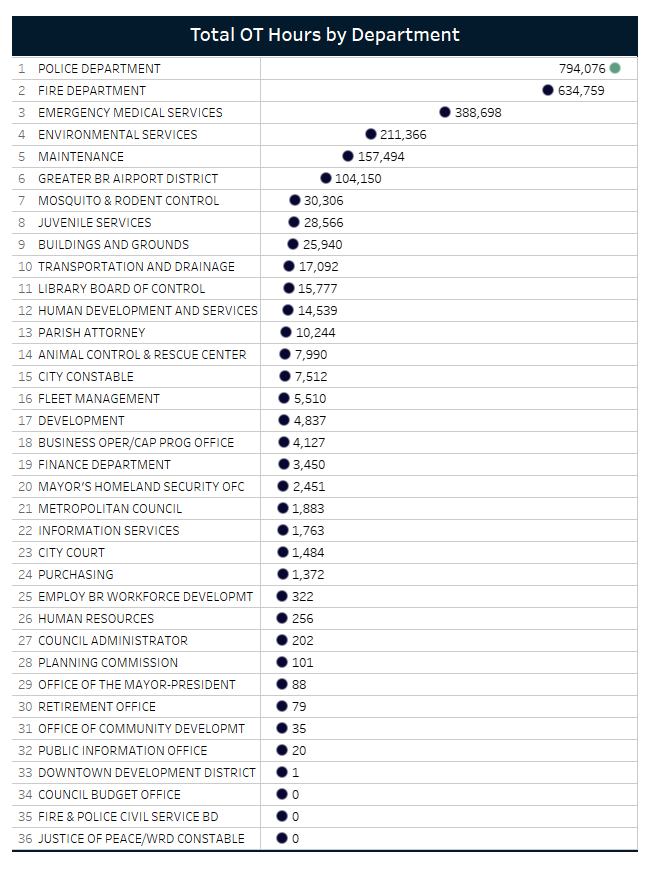 Total OT Hours by Department
1 POLICE DEPARTMENT 794,076
2 FIRE DEPARTMENT 634,759
3 EMERGENCY MEDICAL SERVICES 388,698
4 ENVIRONMENTAL SERVICES 211,366
5 MAINTENANCE 157,494
6 GREATER BR AIRPORT DISTRICT 104,150
7 MOSQUITO & RODENT CONTROL 30,306
8 JUVENILE SERVICES 28,566
9 BUILDINGS AND GROUNDS 25,940
10 TRANSPORTATION AND DRAINAGE 17,092
11 LIBRARY BOARD OF CONTROL 15,777
12 HUMAN DEVELOPMENT AND SERVICES 14,539
13 PARISH ATTORNEY 10,244
14 ANIMAL CONTROL & RESCUE CENTER 7,990
15 CITY CONSTABLE 7,512
16 FLEET MANAGEMENT 5,510
17 DEVELOPMENT 4,837
18 BUSINESS OPER/CAP PROG OFFICE 4,127
19 FINANCE DEPARTMENT 3,450
20 MAYOR'S HOMELAND SECURITY OFC 2,451
21 METROPOLITAN COUNCIL 1,883
22 INFORMATION SERVICES 1,763
23 CITY COURT 1,484
24 PURCHASING 1,372
25 EMPLOY BR WORKFORCE DEVELOPMT 322
26 HUMAN RESOURCES 256
27 COUNCIL ADMINISTRATOR 202
28 PLANNING COMMISSION 101
29 OFFICE OF THE MAYOR-PRESIDENT 88
30 RETIREMENT OFFICE 79
31 OFFICE OF COMMUNITY DEVELOPMT 35
32 PUBLIC INFORMATION OFFICE 20
33 DOWNTOWN DEVELOPMENT DISTRICT 1
34 COUNCIL BUDGET OFFICE 0
35 FIRE & POLICE CIVIL SERVICE BD 0
36 JUSTICE OF PEACE/WRD CONSTABLE 0